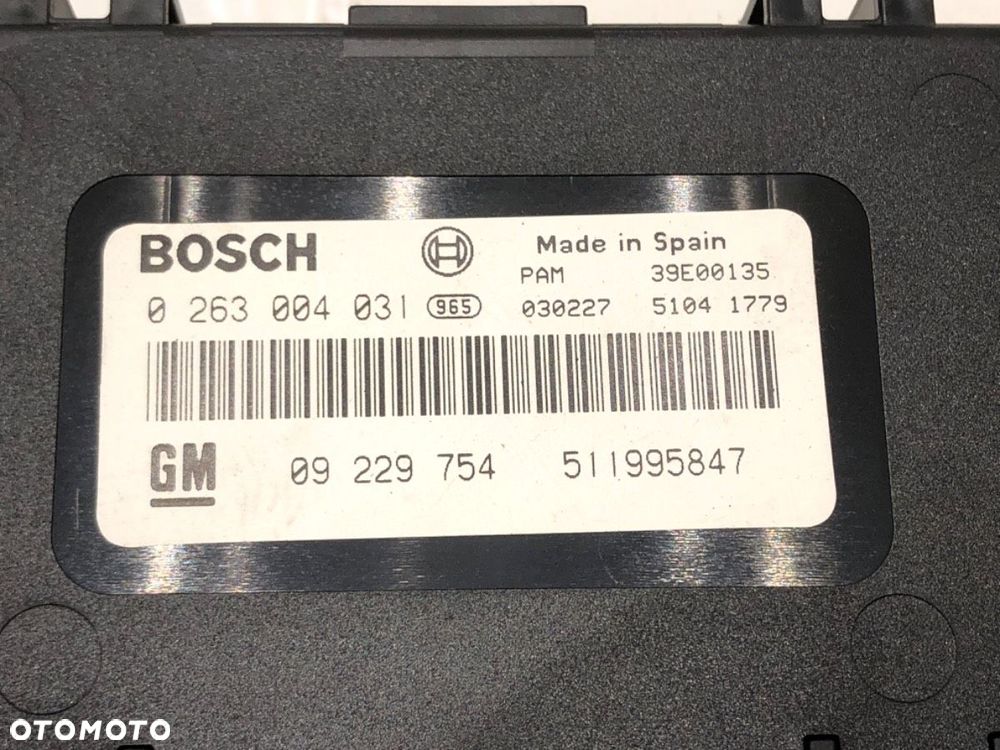 BOSCH Made in Spain
PAM 39E00135
0 263 004 031 965 030227 5104 1779
GM 09 229 754 511995847
OTOMOTO